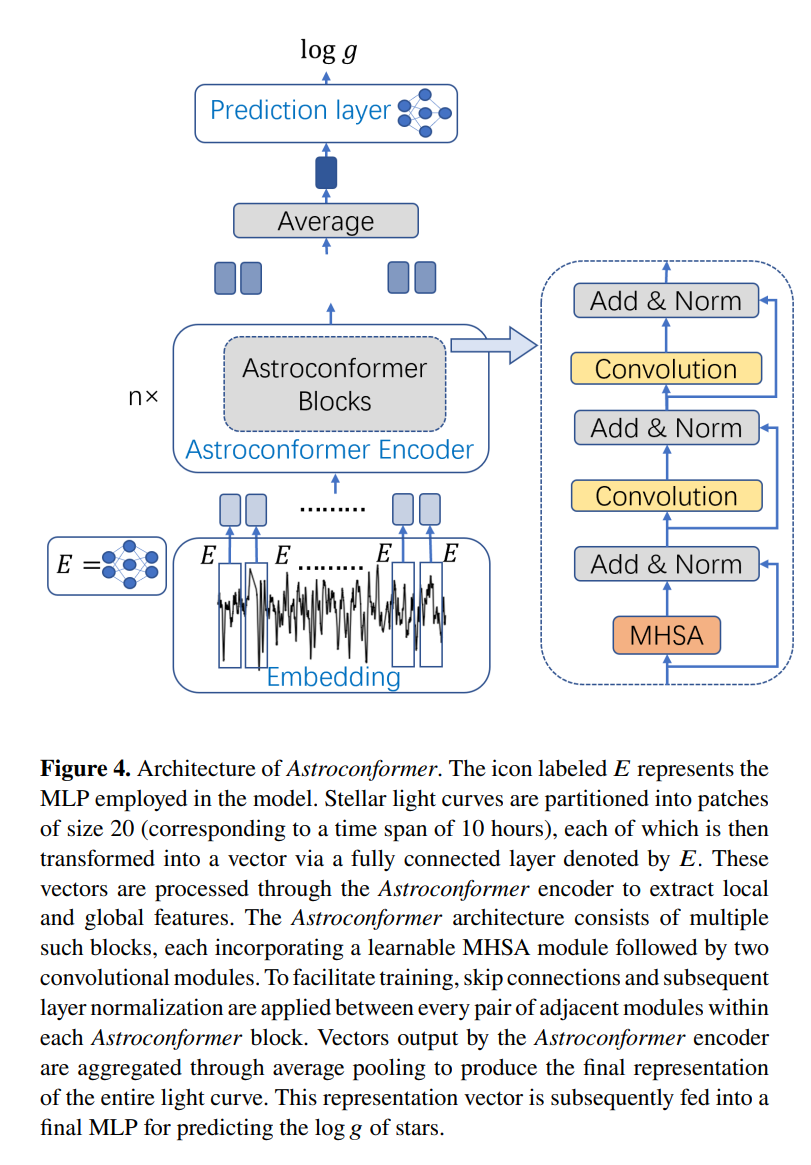 log g
Prediction layer
Average
n×
Astroconformer
Blocks
Astroconformer Encoder
.........
E =
E
E
.........
E
E
Embedding
Add & Norm
Convolution
Add & Norm
Convolution
Add & Norm
MHSA
Figure 4. Architecture of Astroconformer. The icon labeled E represents the
MLP employed in the model. Stellar light curves are partitioned into patches
of size 20 (corresponding to a time span of 10 hours), each of which is then
transformed into a vector via a fully connected layer denoted by E. These
vectors are processed through the Astroconformer encoder to extract local
and global features. The Astroconformer architecture consists of multiple
such blocks, each incorporating a learnable MHSA module followed by two
convolutional modules. To facilitate training, skip connections and subsequent
layer normalization are applied between every pair of adjacent modules within
each Astroconformer block. Vectors output by the Astroconformer encoder
are aggregated through average pooling to produce the final representation
of the entire light curve. This representation vector is subsequently fed into a
final MLP for predicting the log g of stars.